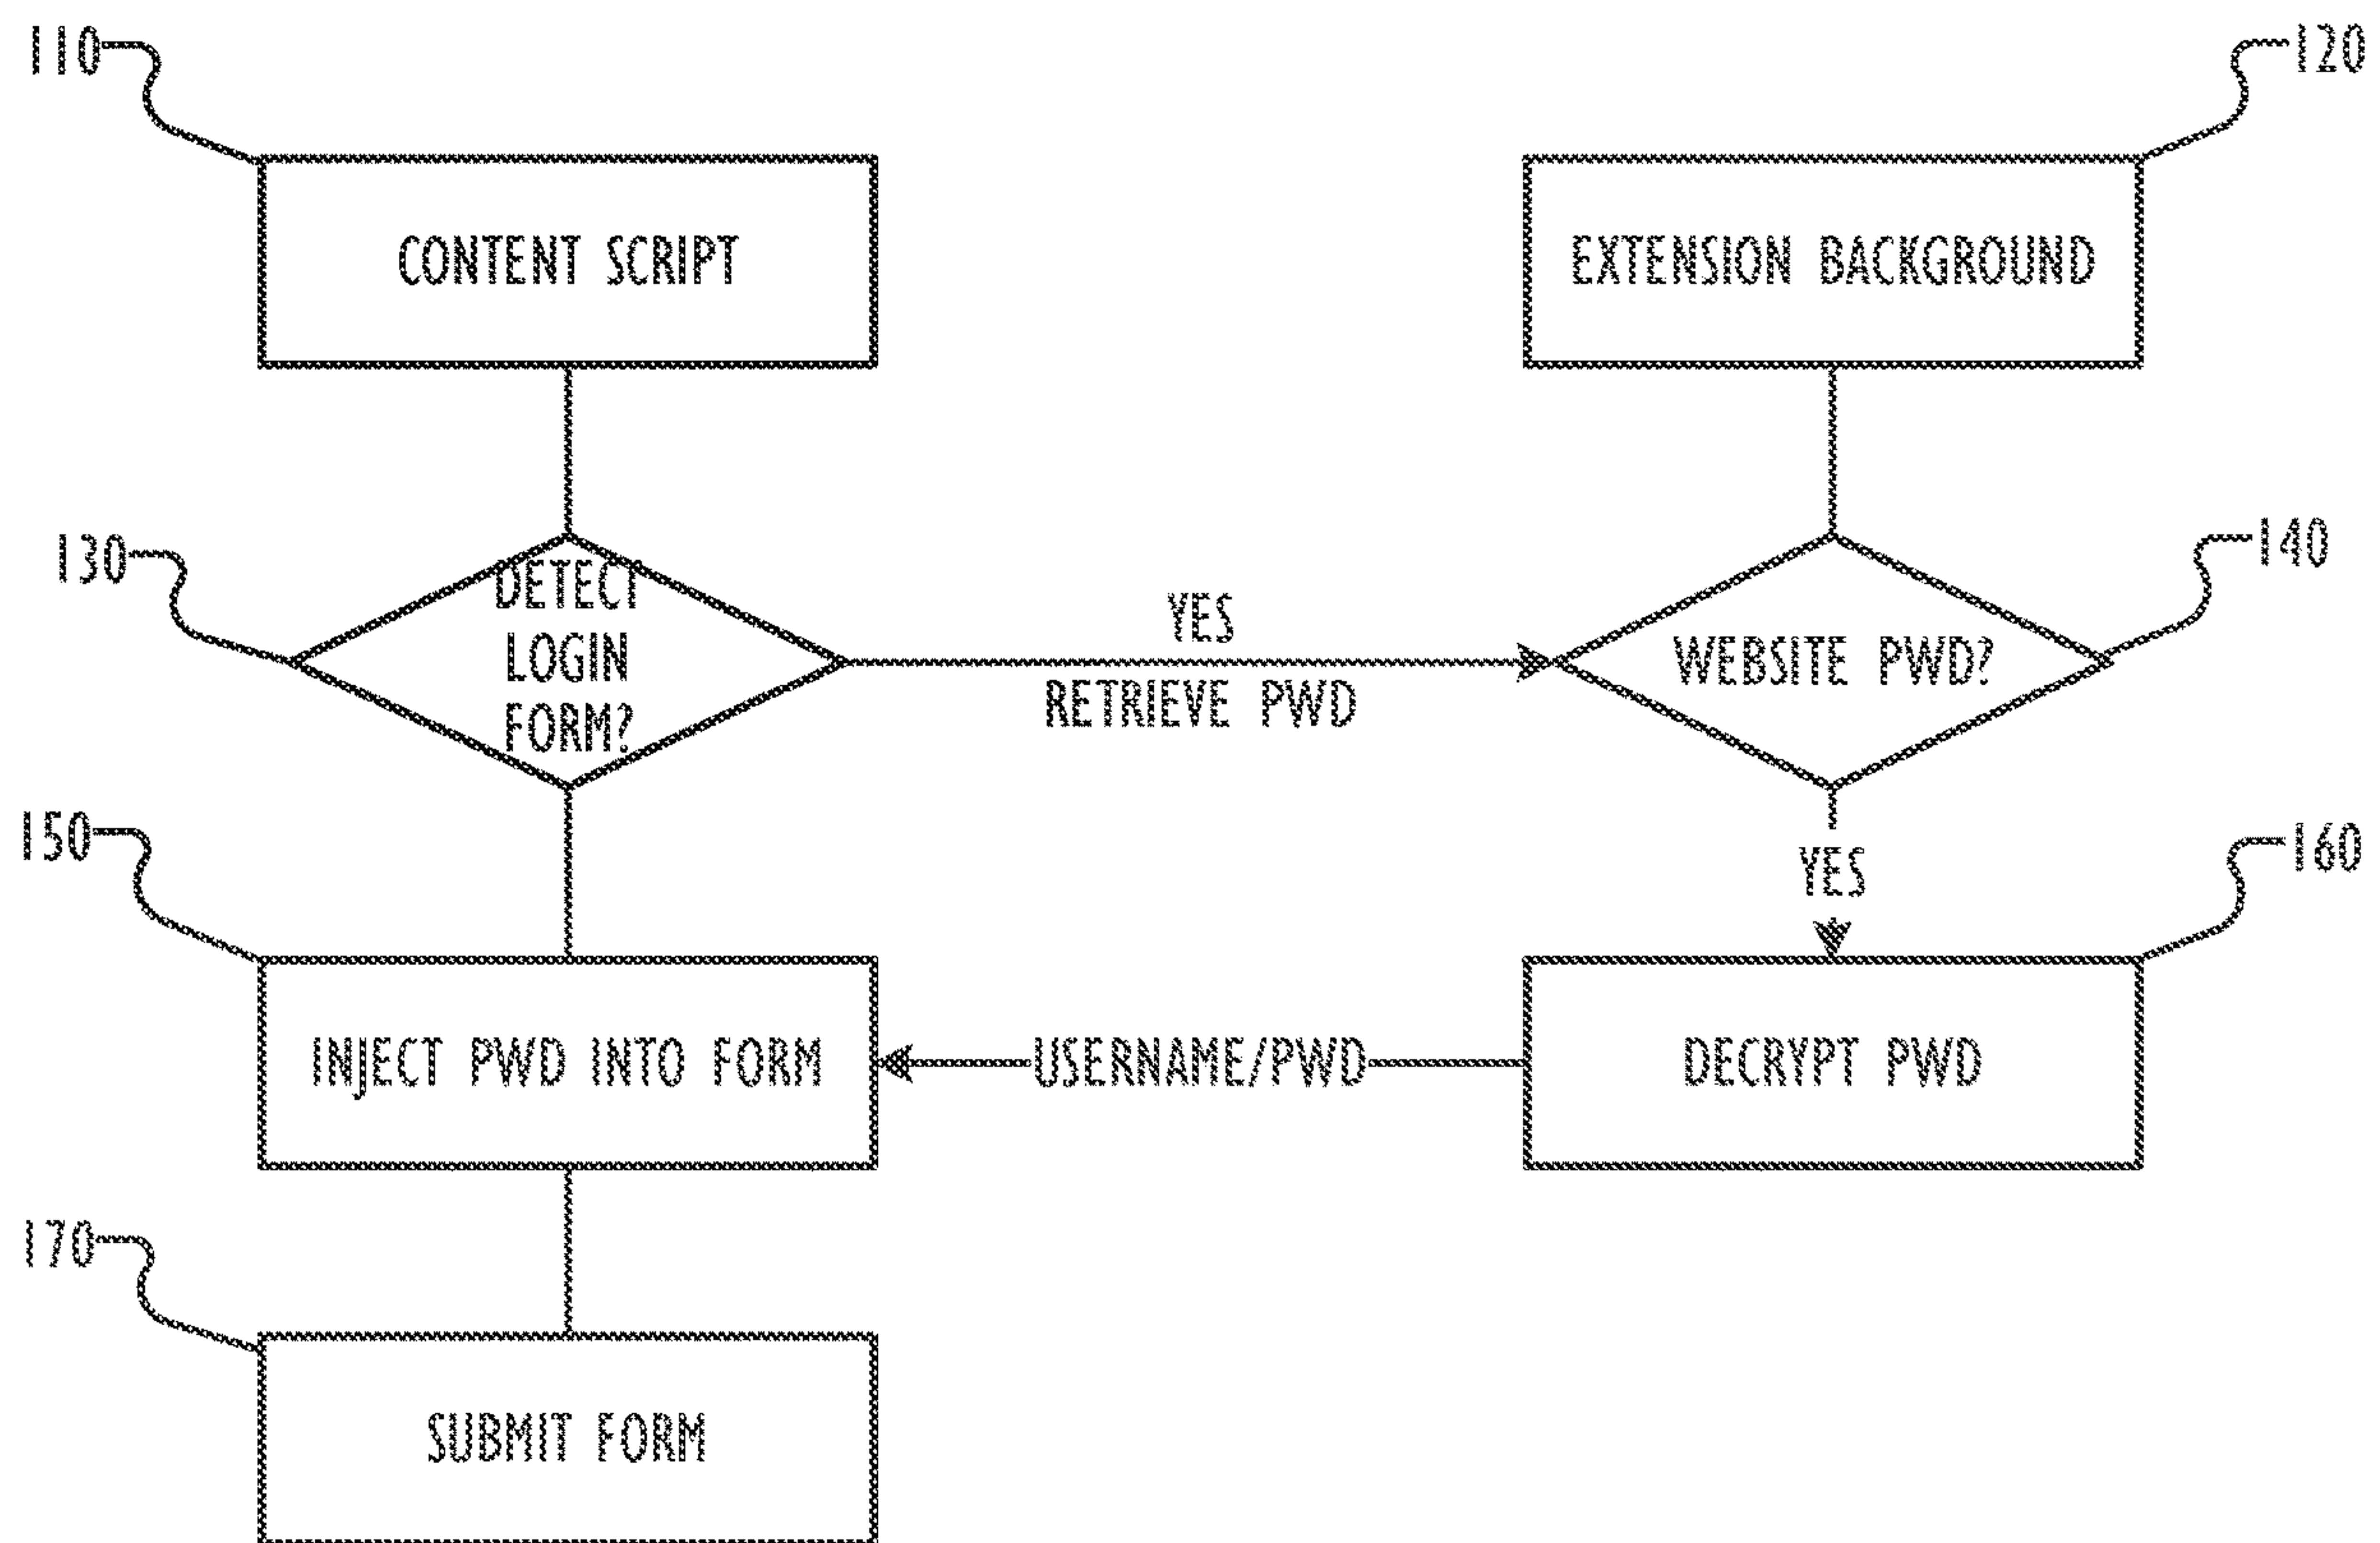 110
120
CONTENT SCRIPT
EXTENSION BACKGROUND
130
140
DETECT
LOGIN
FORM?
YES
RETRIEVE PWD
WEBSITE PWD?
150
YES
160
INJECT PWD INTO FORM
USERNAME/PWD
DECRYPT PWD
170
SUBMIT FORM